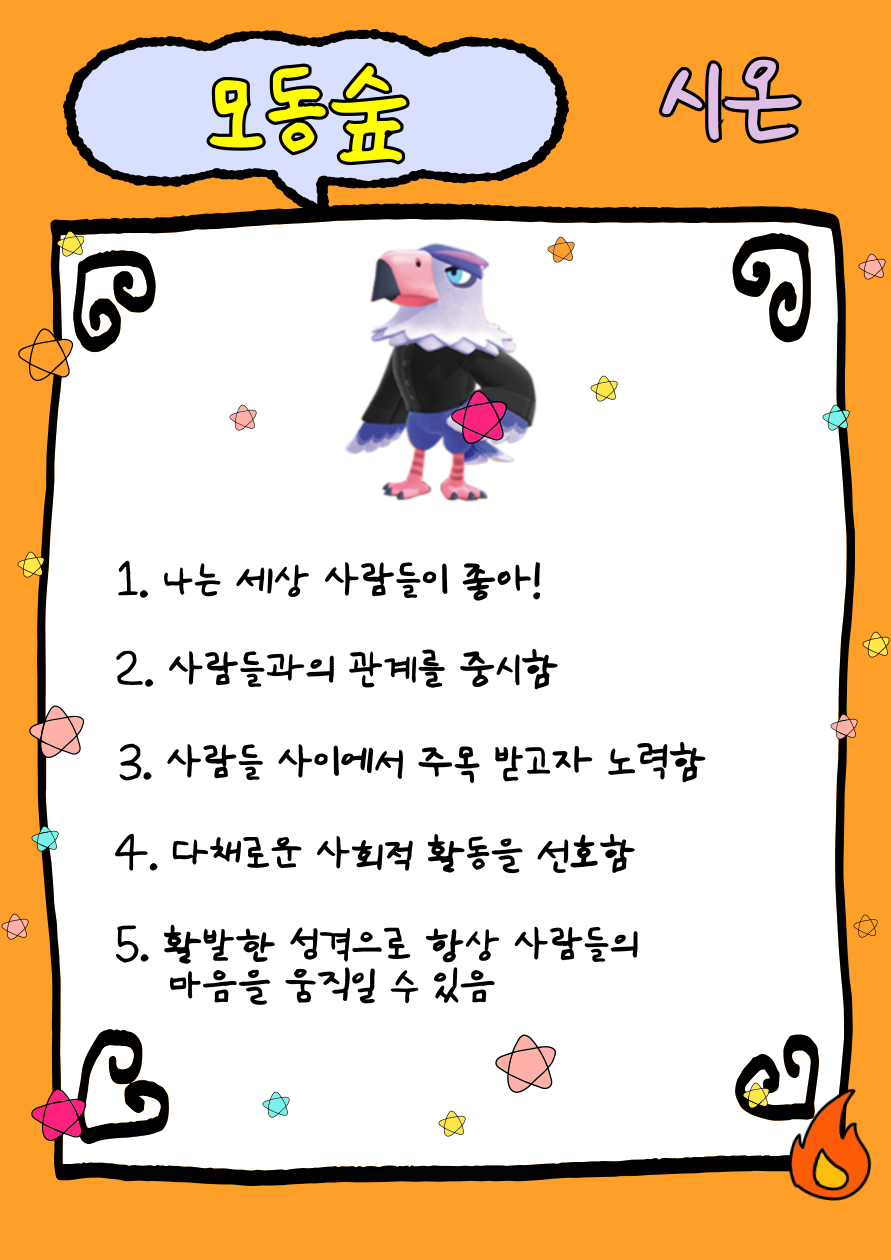 모동숲
시온
1. 나는 세상 사람들이 좋아!
2. 사람들과의 관계를 중시함
3. 사람들 사이에서 주목 받고자 노력함
4. 다채로운 사회적 활동을 선호함
5. 활발한 성격으로 항상 사람들의
마음을 움직일 수 있음